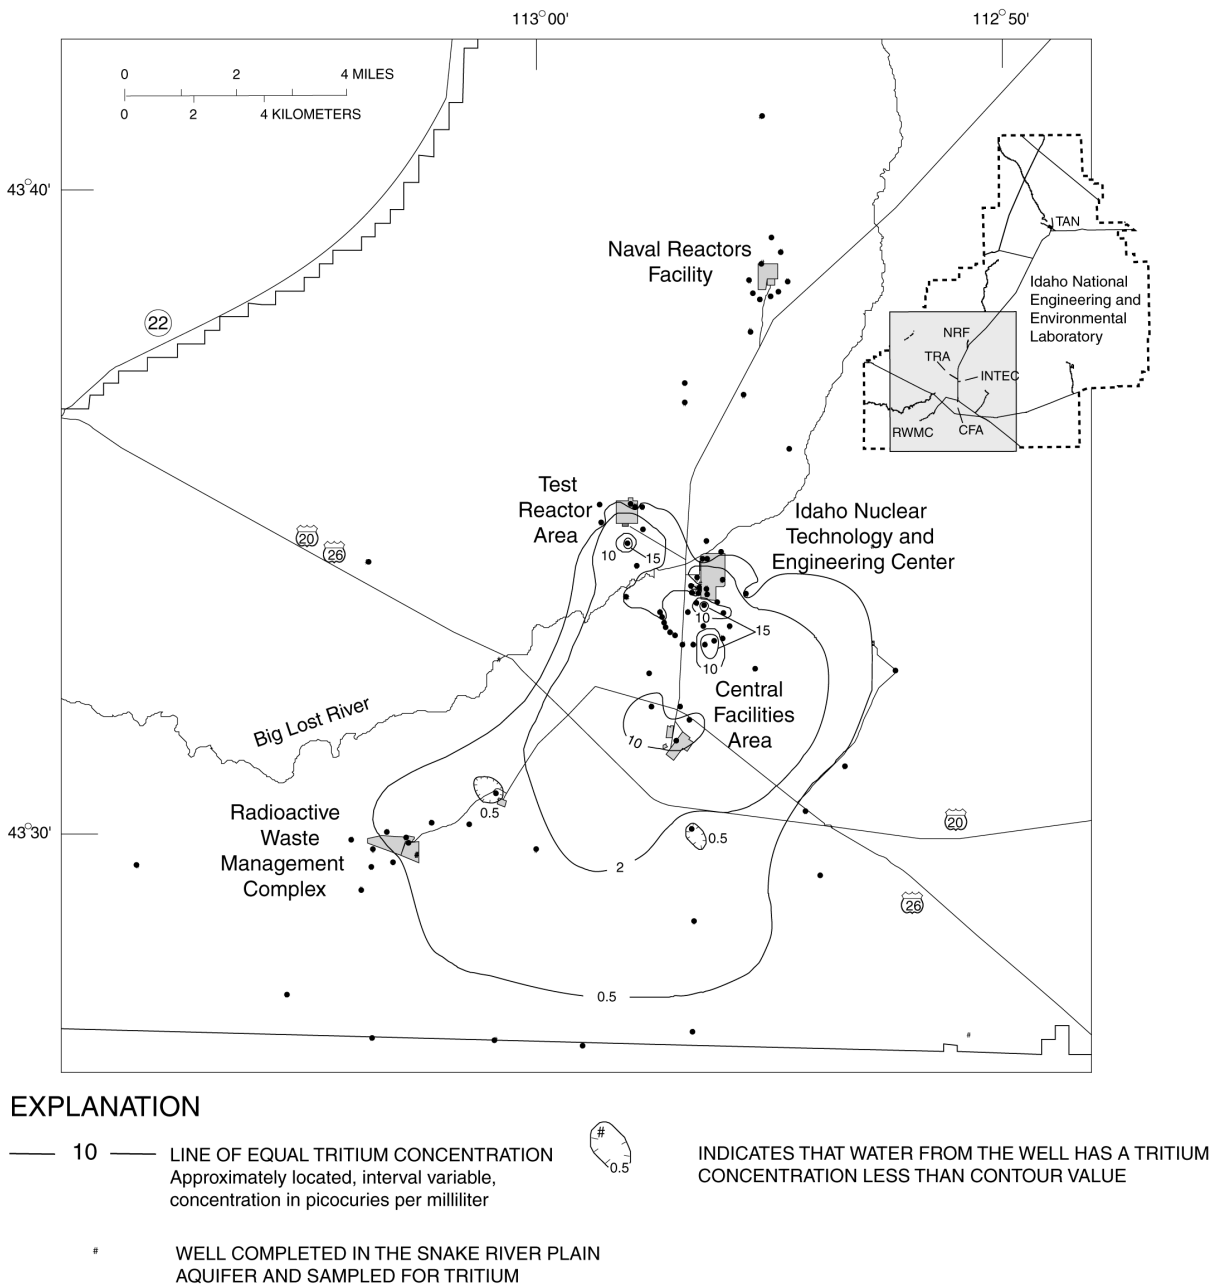 113°00'
112°50'
0 2 4 MILES
0 2 4 KILOMETERS
43°40'
22
Naval Reactors
Facility
TAN
Idaho National
Engineering and
Environmental
Laboratory
NRF
TRA
INTEC
RWMC
CFA
Test
Reactor
Area
20
26
10
15
Idaho Nuclear
Technology and
Engineering Center
10
15
10
Central
Facilities
Area
10
Big Lost River
0.5
Radioactive
Waste
Management
Complex
43°30'
0.5
20
2
26
0.5
#
EXPLANATION
10
LINE OF EQUAL TRITIUM CONCENTRATION
Approximately located, interval variable,
concentration in picocuries per milliliter
#
0.5
INDICATES THAT WATER FROM THE WELL HAS A TRITIUM
CONCENTRATION LESS THAN CONTOUR VALUE
#
WELL COMPLETED IN THE SNAKE RIVER PLAIN
AQUIFER AND SAMPLED FOR TRITIUM